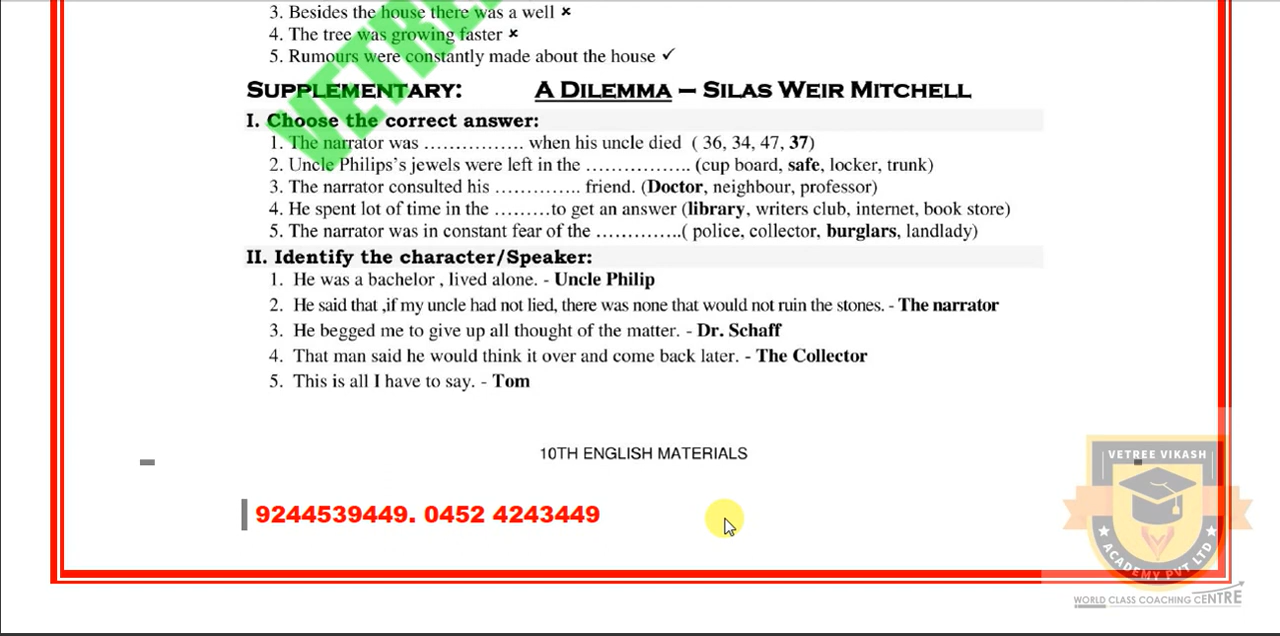 3. Besides the house there was a well ×
4. The tree was growing faster ×
5. Rumours were constantly made about the house ✓
SUPPLEMENTARY: A DILEMMA – SILAS WEIR MITCHELL
I. Choose the correct answer:
1. The narrator was ................ when his uncle died ( 36, 34, 47, 37)
2. Uncle Philips's jewels were left in the ................. (cup board, safe, locker, trunk)
3. The narrator consulted his .............. friend. (Doctor, neighbour, professor)
4. He spent lot of time in the .........to get an answer (library, writers club, internet, book store)
5. The narrator was in constant fear of the ..............( police, collector, burglars, landlady)
II. Identify the character/Speaker:
1. He was a bachelor , lived alone. - Uncle Philip
2. He said that ,if my uncle had not lied, there was none that would not ruin the stones. - The narrator
3. He begged me to give up all thought of the matter. - Dr. Schaff
4. That man said he would think it over and come back later. - The Collector
5. This is all I have to say. - Tom
10TH ENGLISH MATERIALS
VETREE VIKASH
9244539449. 0452 4243449
ACADEMY PVT LTD
WORLD CLASS COACHING CENTRE